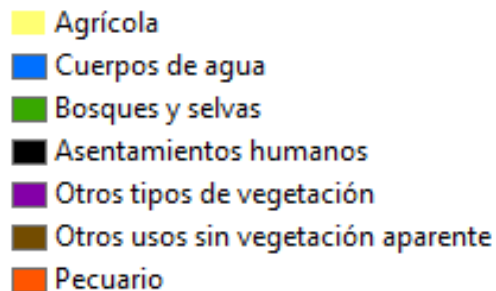 Agrícola
Cuerpos de agua
Bosques y selvas
Asentamientos humanos
Otros tipos de vegetación
Otros usos sin vegetación aparente
Pecuario